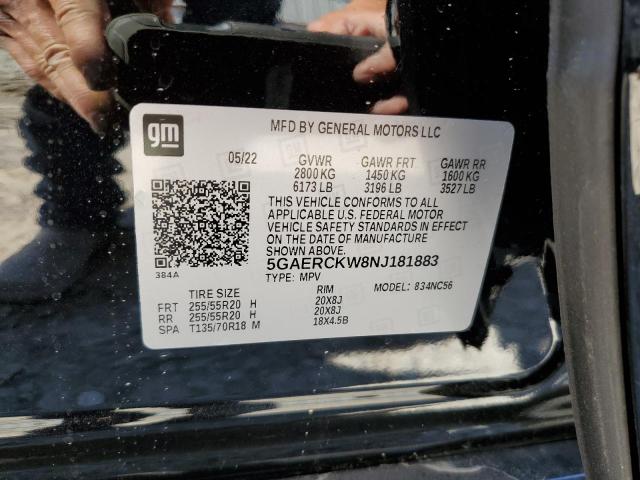 gm
MFD BY GENERAL MOTORS LLC
05/22 GVWR GAWR FRT GAWR RR
2800 KG 1450 KG 1600 KG
6173 LB 3196 LB 3527 LB
THIS VEHICLE CONFORMS TO ALL
APPLICABLE U.S. FEDERAL MOTOR
VEHICLE SAFETY STANDARDS IN EFFECT
ON THE DATE OF MANUFACTURE
SHOWN ABOVE.
384A
5GAERCKW8NJ181883
TYPE: MPV MODEL: 834NC56
TIRE SIZE RIM
FRT 255/55R20 H 20X8J
RR 255/55R20 H 20X8J
SPA T135/70R18 M 18X4.5B